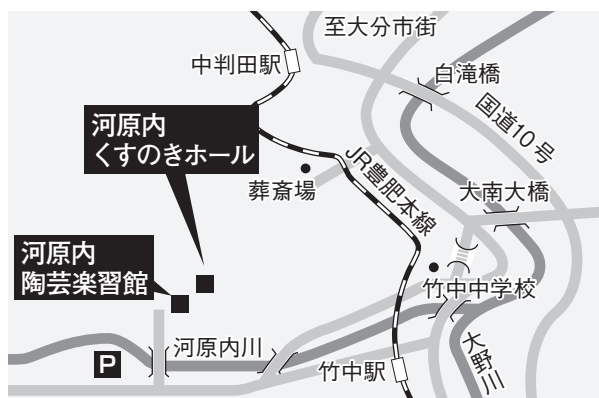 至大分市街
中判田駅
白滝橋
国道10号
河原内
くすのきホール
JR豊肥本線
葬斎場
大南大橋
河原内
陶芸楽習館
竹中中学校
河原内川
P
竹中駅
大野川